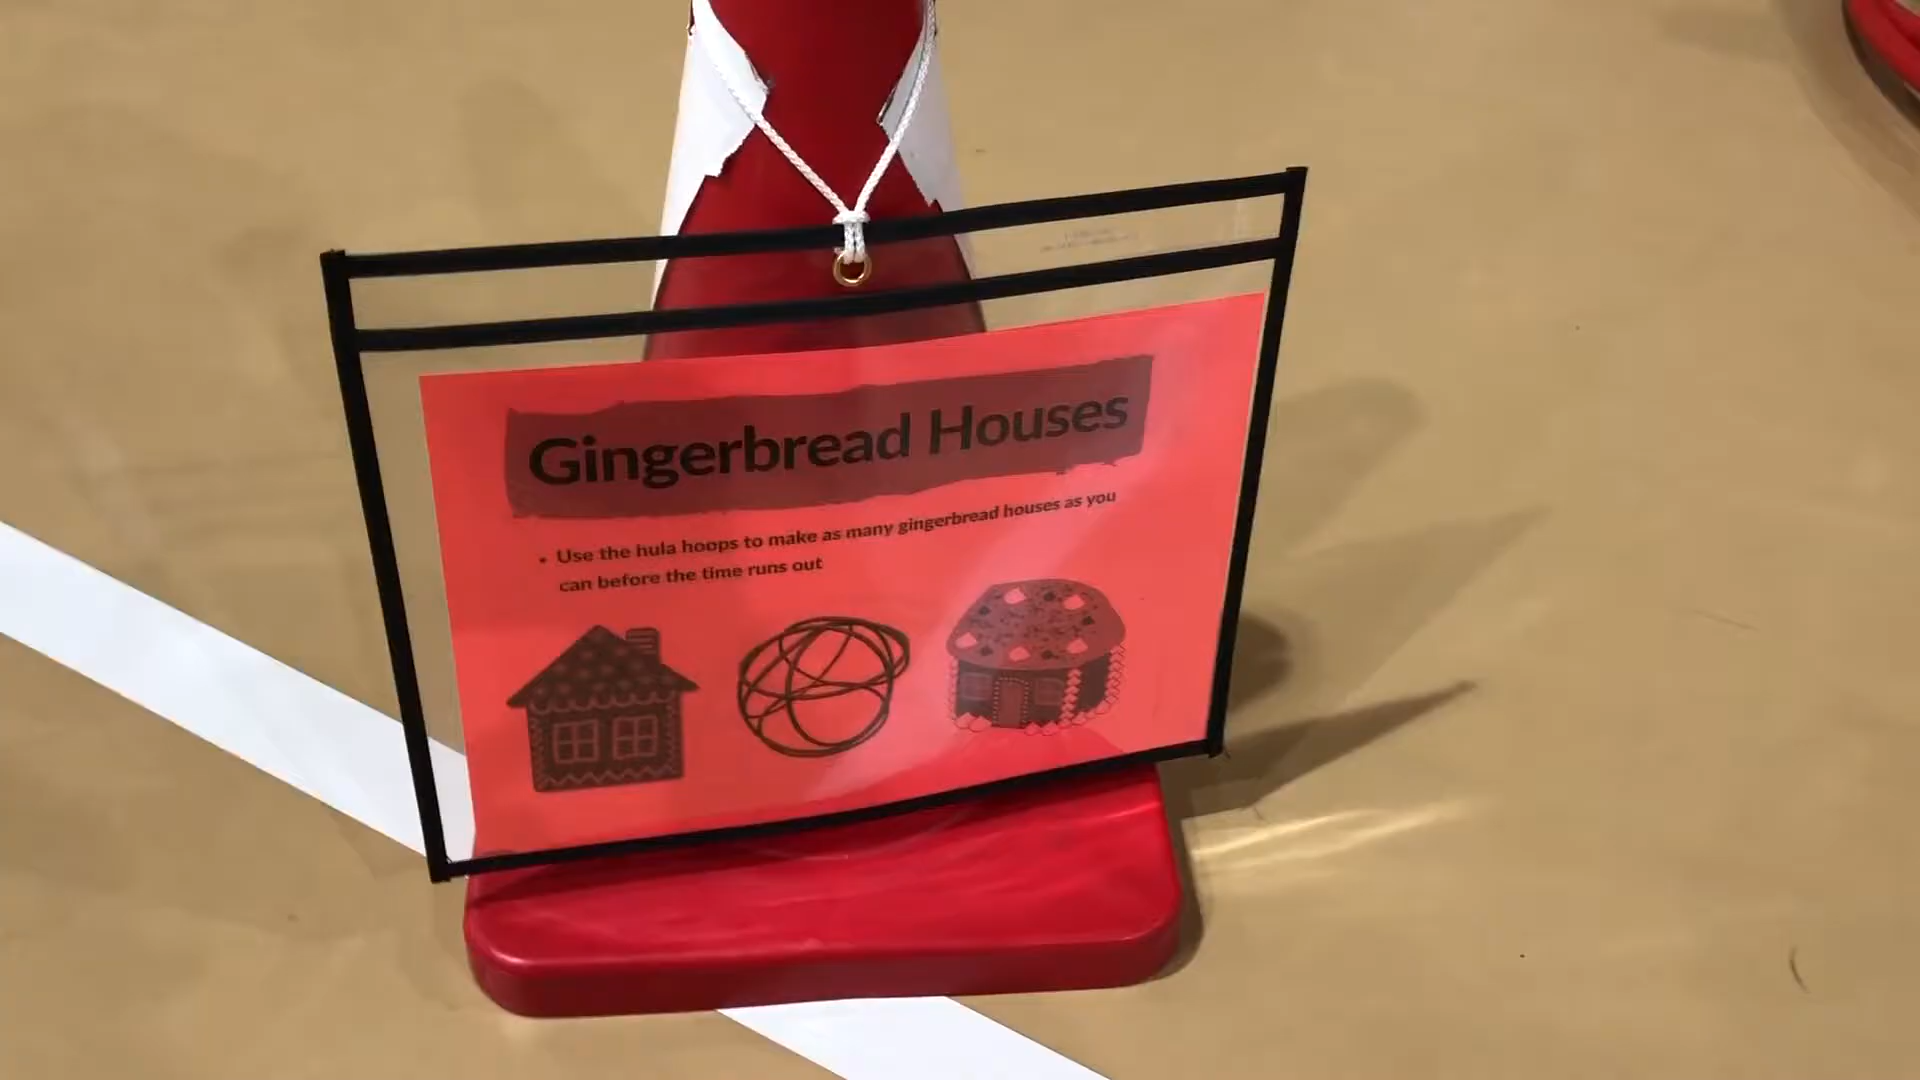 Gingerbread Houses
• Use the hula hoops to make as many gingerbread houses as you
can before the time runs out